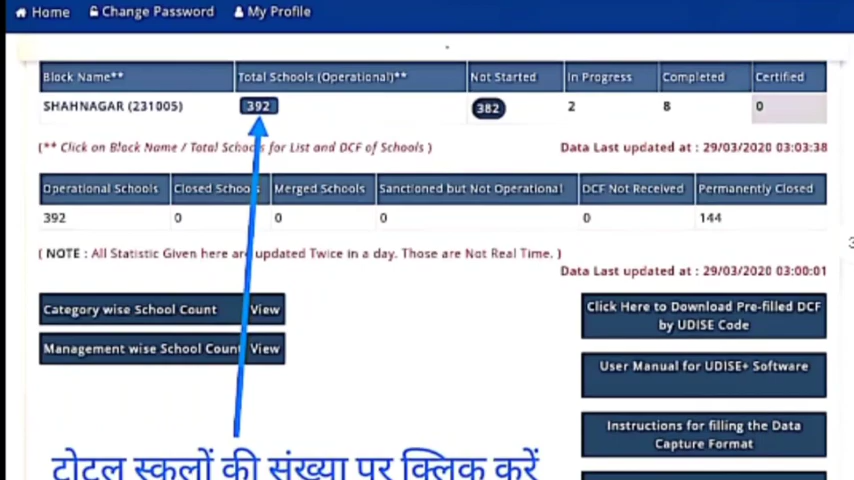 Home Change Password My Profile
Block Name** Total Schools (Operational)** Not Started In Progress Completed Certified
SHAHNAGAR (231005) 392 382 2 8 0
(** Click on Block Name / Total Schools for List and DCF of Schools ) Data Last updated at : 29/03/2020 03:03:38
Operational Schools Closed Schools Merged Schools Sanctioned but Not Operational DCF Not Received Permanently Closed
392 0 0 0 0 144
( NOTE : All Statistic Given here are updated Twice in a day. Those are Not Real Time. )
Data Last updated at : 29/03/2020 03:00:01
Category wise School Count View
Management wise School Count View
Click Here to Download Pre-filled DCF
by UDISE Code
User Manual for UDISE+ Software
Instructions for filling the Data
Capture Format
टोटल स्कूलों की संख्या पर क्लिक करें